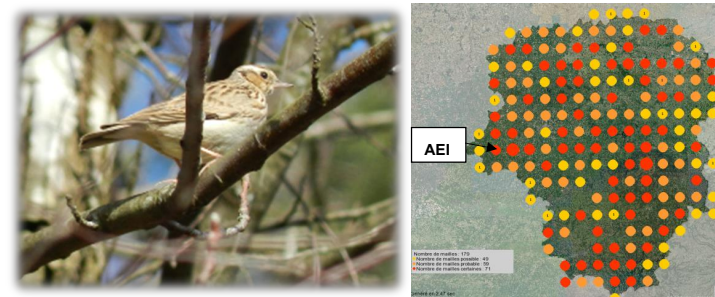 AEI
Nombre de mailles : 179
Nombre de mailles possible : 49
Nombre de mailles probable : 59
Nombre de mailles certaines : 71